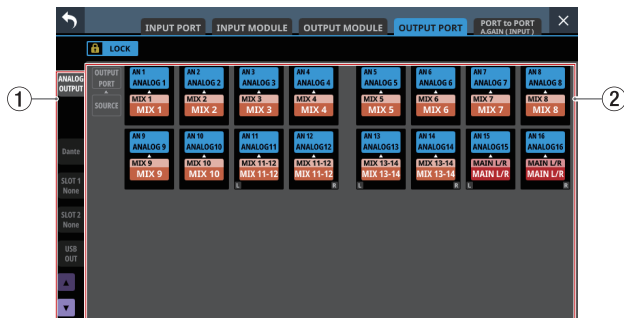 INPUT PORT INPUT MODULE OUTPUT MODULE OUTPUT PORT PORT to PORT
A.GAIN ( INPUT )
LOCK
1
2
ANALOG
OUTPUT
Dante
SLOT 1
None
SLOT 2
None
USB
OUT
OUTPUT
PORT
SOURCE
AN 1 AN 2 AN 3 AN 4 AN 5 AN 6 AN 7 AN 8
ANALOG 1 ANALOG 2 ANALOG 3 ANALOG 4 ANALOG 5 ANALOG 6 ANALOG 7 ANALOG 8
MIX 1 MIX 2 MIX 3 MIX 4 MIX 5 MIX 6 MIX 7 MIX 8
MIX 1 MIX 2 MIX 3 MIX 4 MIX 5 MIX 6 MIX 7 MIX 8
AN 9 AN 10 AN 11 AN 12 AN 13 AN 14 AN 15 AN 16
ANALOG 9 ANALOG10 ANALOG11 ANALOG12 ANALOG13 ANALOG14 ANALOG15 ANALOG16
MIX 9 MIX 10 MIX 11-12 MIX 11-12 MIX 13-14 MIX 13-14 MAIN L/R MAIN L/R
MIX 9 MIX 10 MIX 11-12 MIX 11-12 MIX 13-14 MIX 13-14 MAIN L/R MAIN L/R
L R L R L R